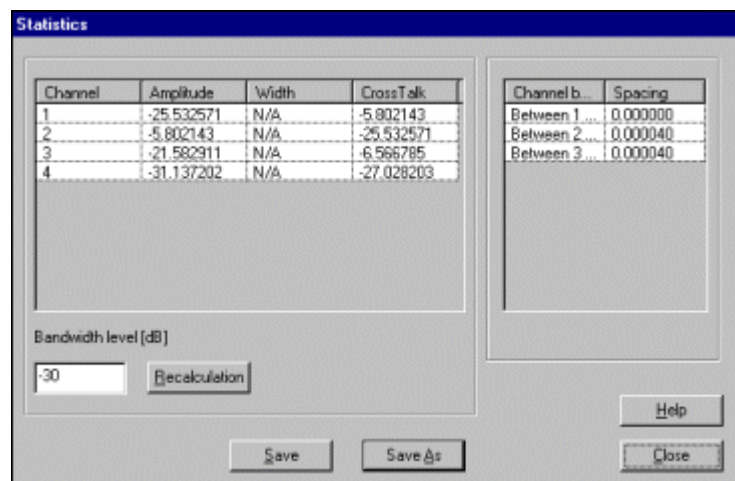 Statistics
Channel Amplitude Width CrossTalk
1 -25.532571 N/A -5.802143
2 -5.802143 N/A -25.532571
3 -21.582911 N/A -6.566785
4 -31.137202 N/A -27.028203
Channel b... Spacing
Between 1 ... 0.000000
Between 2 ... 0.000040
Between 3 ... 0.000040
Bandwidth level [dB]
-30
Recalculation
Help
Save
Save As
Close